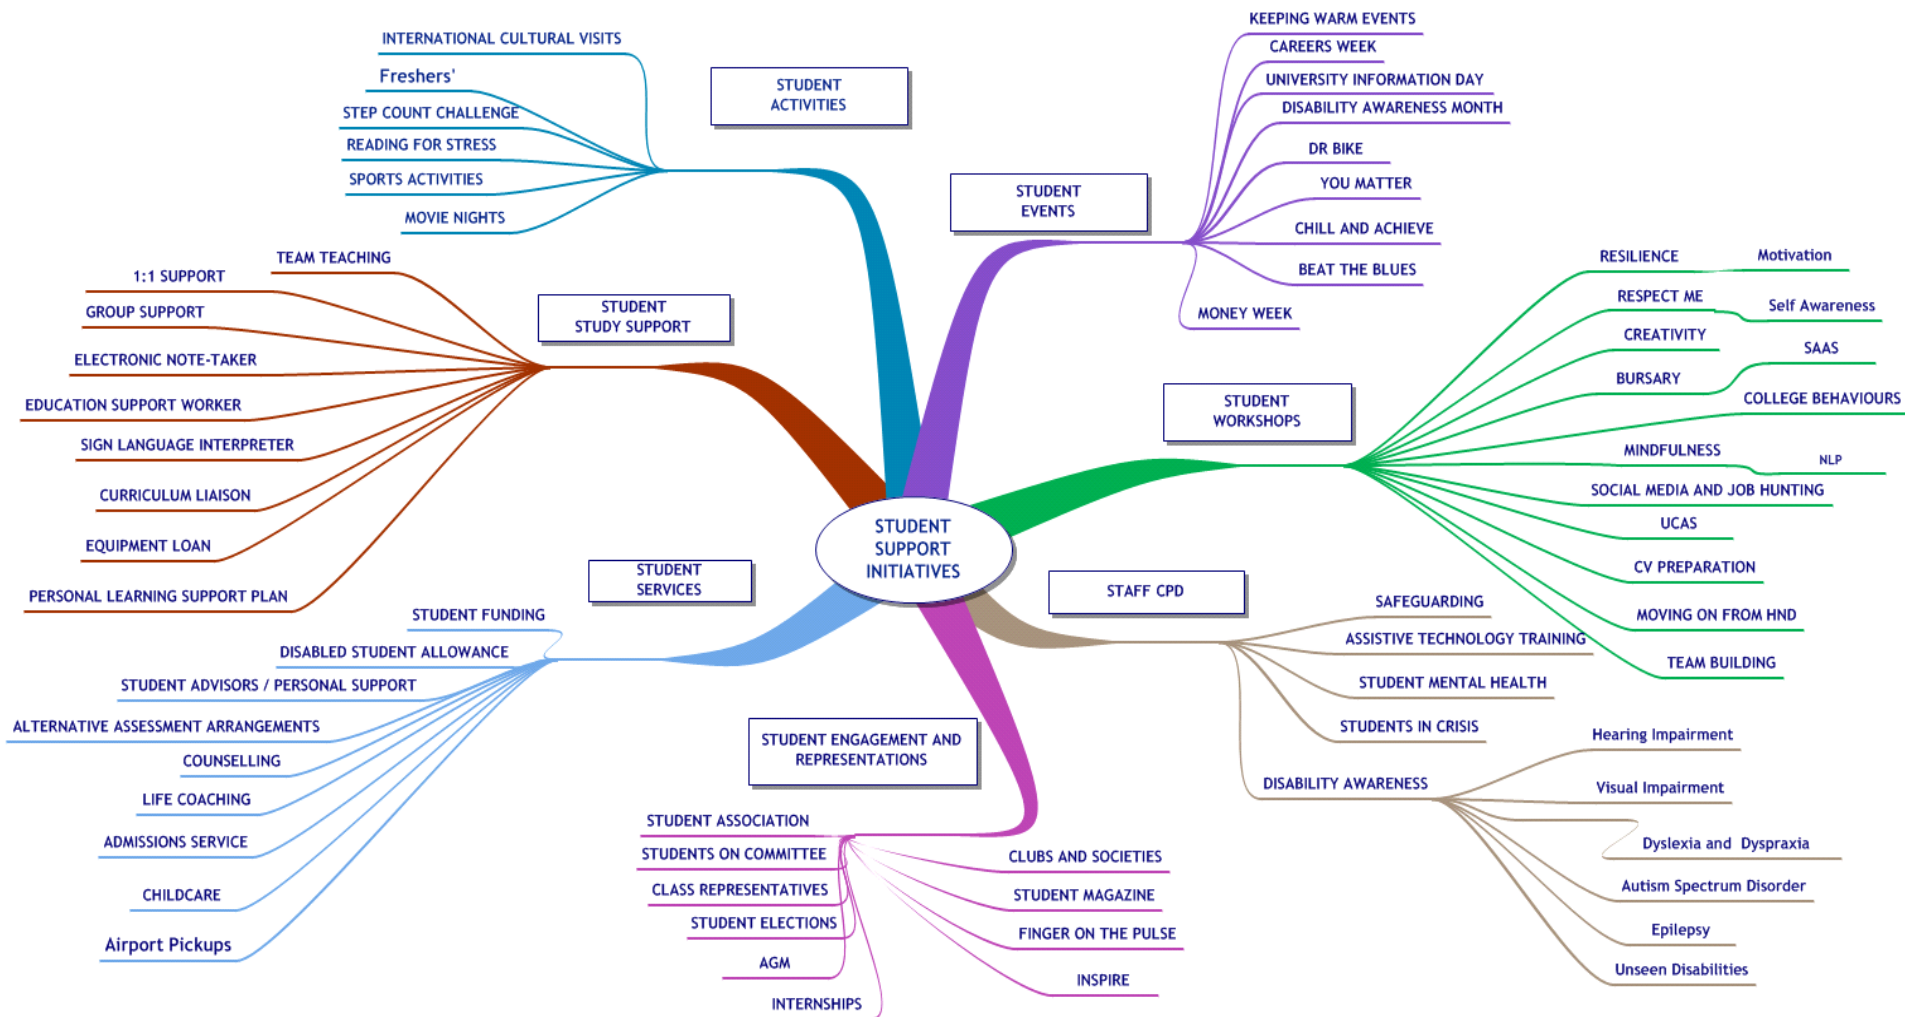 STUDENT
SUPPORT
INITIATIVES
STUDENT
ACTIVITIES
INTERNATIONAL CULTURAL VISITS
Freshers'
STEP COUNT CHALLENGE
READING FOR STRESS
SPORTS ACTIVITIES
MOVIE NIGHTS
STUDENT
EVENTS
KEEPING WARM EVENTS
CAREERS WEEK
UNIVERSITY INFORMATION DAY
DISABILITY AWARENESS MONTH
DR BIKE
YOU MATTER
CHILL AND ACHIEVE
BEAT THE BLUES
MONEY WEEK
STUDENT
STUDY SUPPORT
TEAM TEACHING
1:1 SUPPORT
GROUP SUPPORT
ELECTRONIC NOTE-TAKER
EDUCATION SUPPORT WORKER
SIGN LANGUAGE INTERPRETER
CURRICULUM LIAISON
EQUIPMENT LOAN
PERSONAL LEARNING SUPPORT PLAN
STUDENT
WORKSHOPS
RESILIENCE
Motivation
RESPECT ME
Self Awareness
CREATIVITY
BURSARY
SAAS
COLLEGE BEHAVIOURS
MINDFULNESS
NLP
SOCIAL MEDIA AND JOB HUNTING
UCAS
CV PREPARATION
MOVING ON FROM HND
TEAM BUILDING
STUDENT
SERVICES
STUDENT FUNDING
DISABLED STUDENT ALLOWANCE
STUDENT ADVISORS / PERSONAL SUPPORT
ALTERNATIVE ASSESSMENT ARRANGEMENTS
COUNSELLING
LIFE COACHING
ADMISSIONS SERVICE
CHILDCARE
Airport Pickups
STAFF CPD
SAFEGUARDING
ASSISTIVE TECHNOLOGY TRAINING
STUDENT MENTAL HEALTH
STUDENTS IN CRISIS
DISABILITY AWARENESS
Hearing Impairment
Visual Impairment
Dyslexia and Dyspraxia
Autism Spectrum Disorder
Epilepsy
Unseen Disabilities
STUDENT ENGAGEMENT AND
REPRESENTATIONS
STUDENT ASSOCIATION
STUDENTS ON COMMITTEE
CLASS REPRESENTATIVES
STUDENT ELECTIONS
AGM
INTERNSHIPS
CLUBS AND SOCIETIES
STUDENT MAGAZINE
FINGER ON THE PULSE
INSPIRE